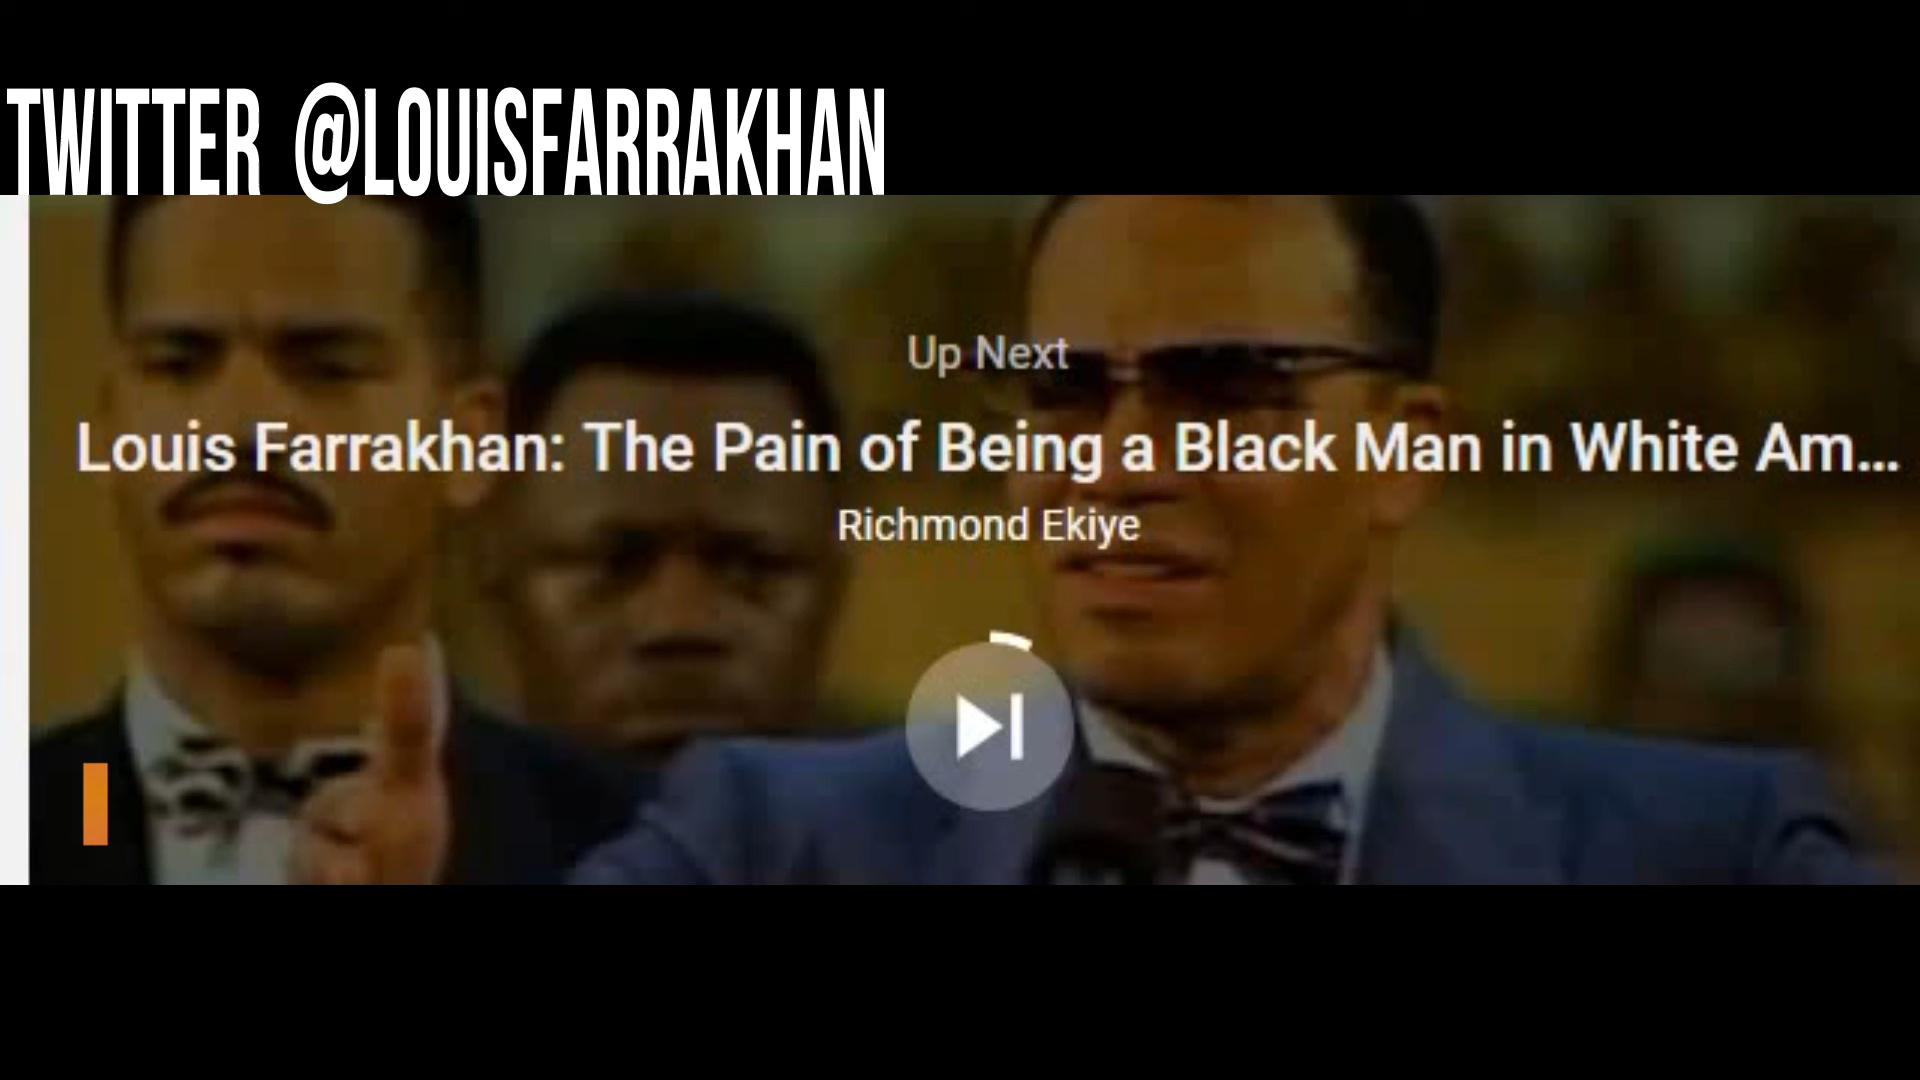 TWITTER @LOUISFARRAKHAN
Up Next
Louis Farrakhan: The Pain of Being a Black Man in White Am...
Richmond Ekiye